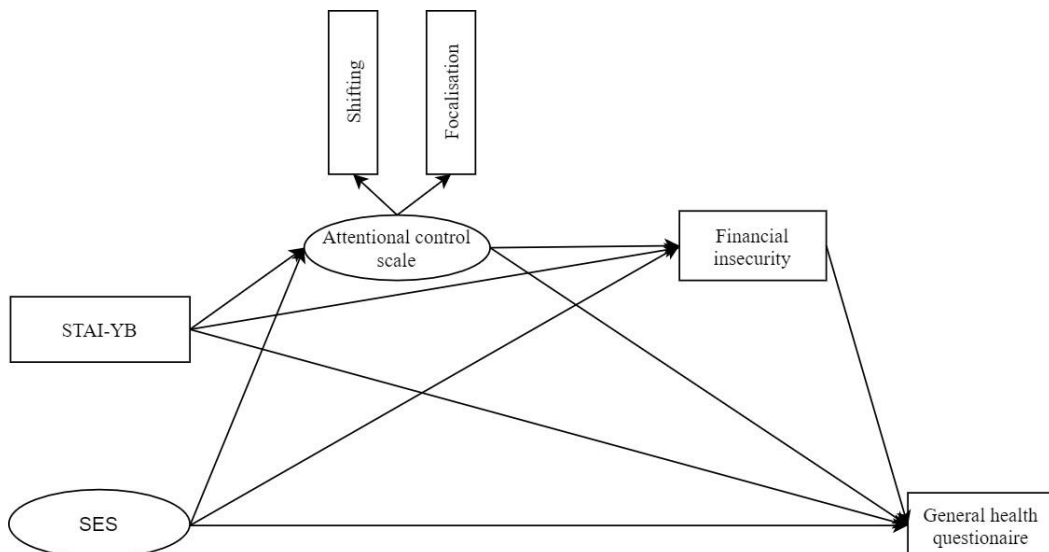 Shifting
Focalisation
Attentional control
scale
Financial
insecurity
STAI-YB
SES
General health
questionaire